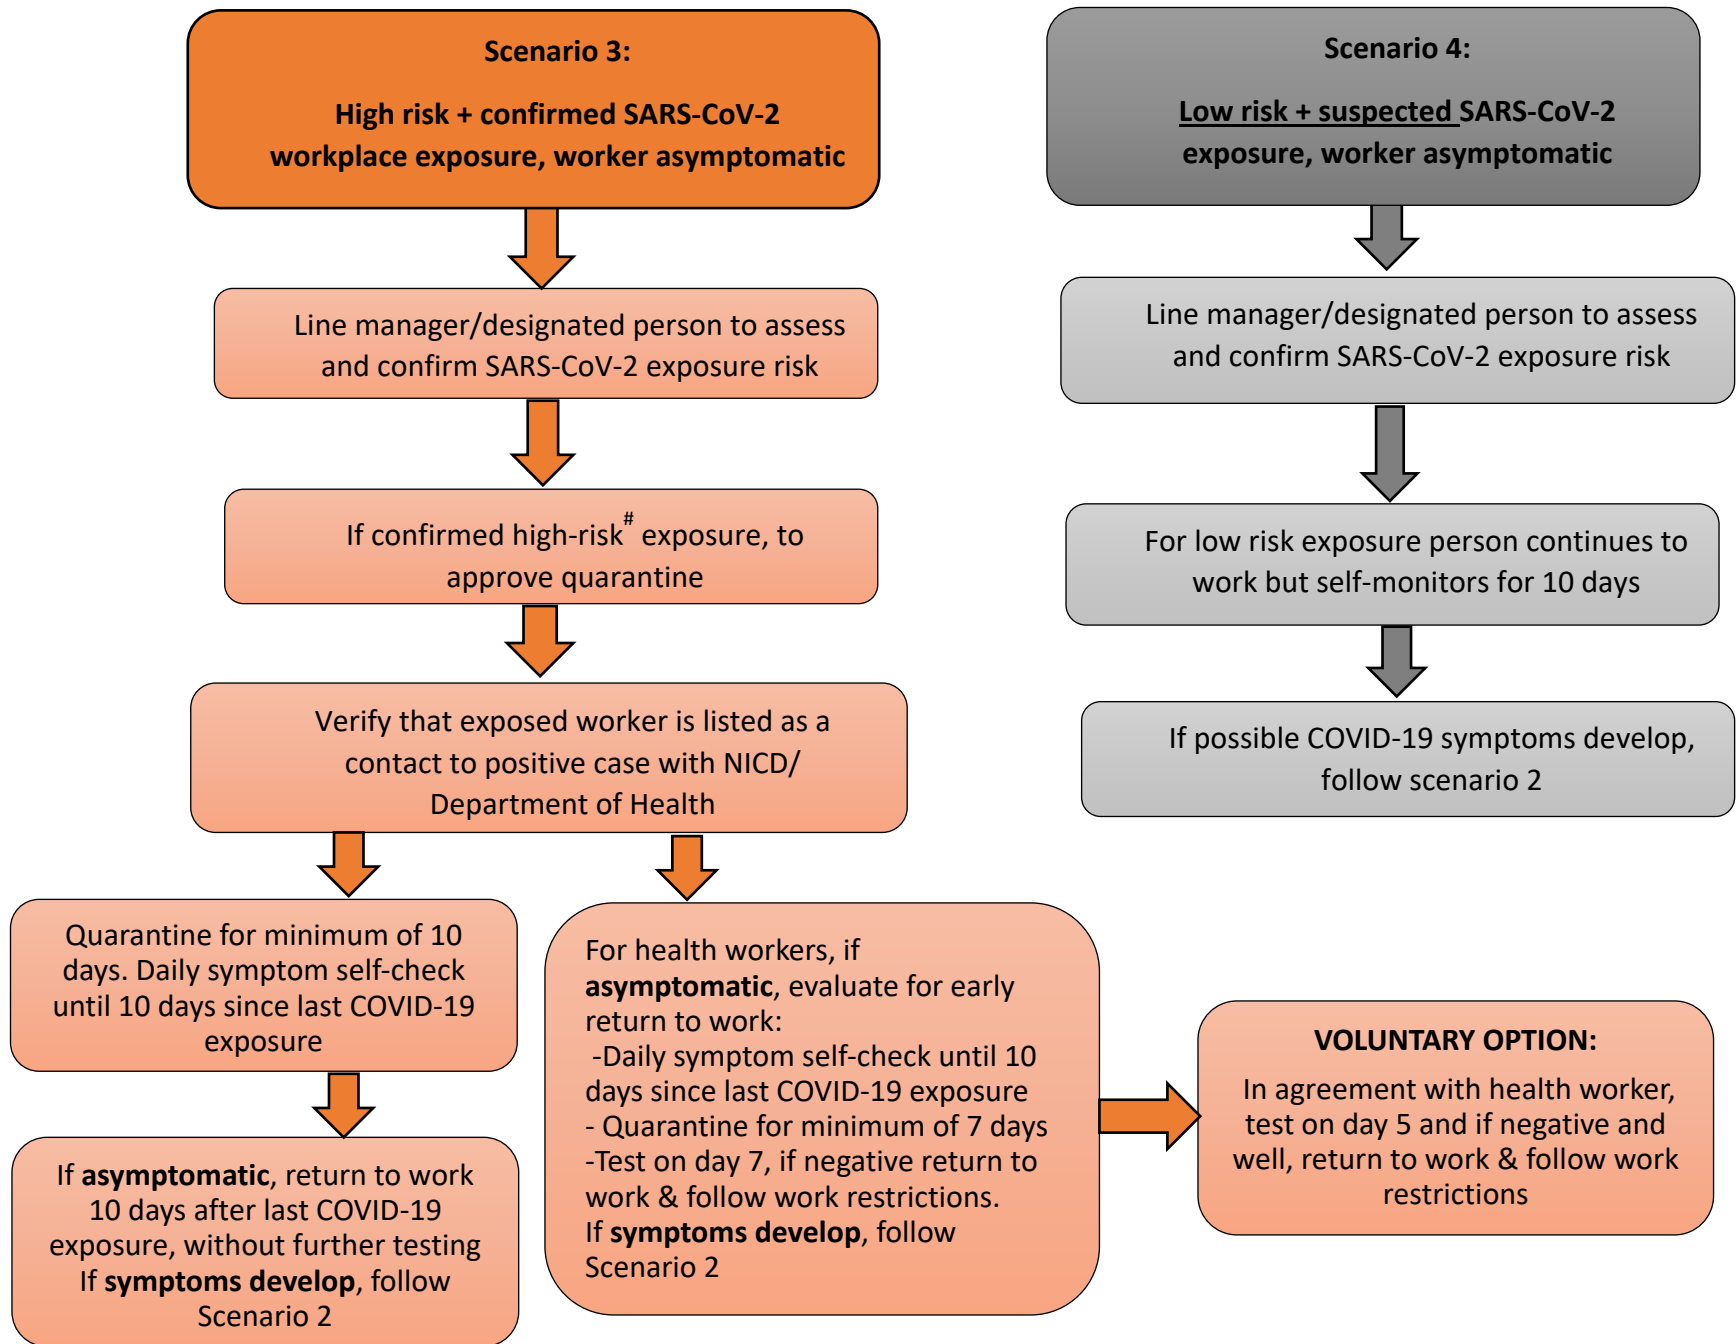 Scenario 3:
High risk + confirmed SARS-CoV-2
workplace exposure, worker asymptomatic
Line manager/designated person to assess
and confirm SARS-CoV-2 exposure risk
If confirmed high-risk# exposure, to
approve quarantine
Verify that exposed worker is listed as a
contact to positive case with NICD/
Department of Health
Quarantine for minimum of 10
days. Daily symptom self-check
until 10 days since last COVID-19
exposure
If asymptomatic, return to work
10 days after last COVID-19
exposure, without further testing
If symptoms develop, follow
Scenario 2
For health workers, if
asymptomatic, evaluate for early
return to work:
-Daily symptom self-check until 10
days since last COVID-19 exposure
- Quarantine for minimum of 7 days
-Test on day 7, if negative return to
work & follow work restrictions.
If symptoms develop, follow
Scenario 2
VOLUNTARY OPTION:
In agreement with health worker,
test on day 5 and if negative and
well, return to work & follow work
restrictions
Scenario 4:
Low risk + suspected SARS-CoV-2
exposure, worker asymptomatic
Line manager/designated person to assess
and confirm SARS-CoV-2 exposure risk
For low risk exposure person continues to
work but self-monitors for 10 days
If possible COVID-19 symptoms develop,
follow scenario 2